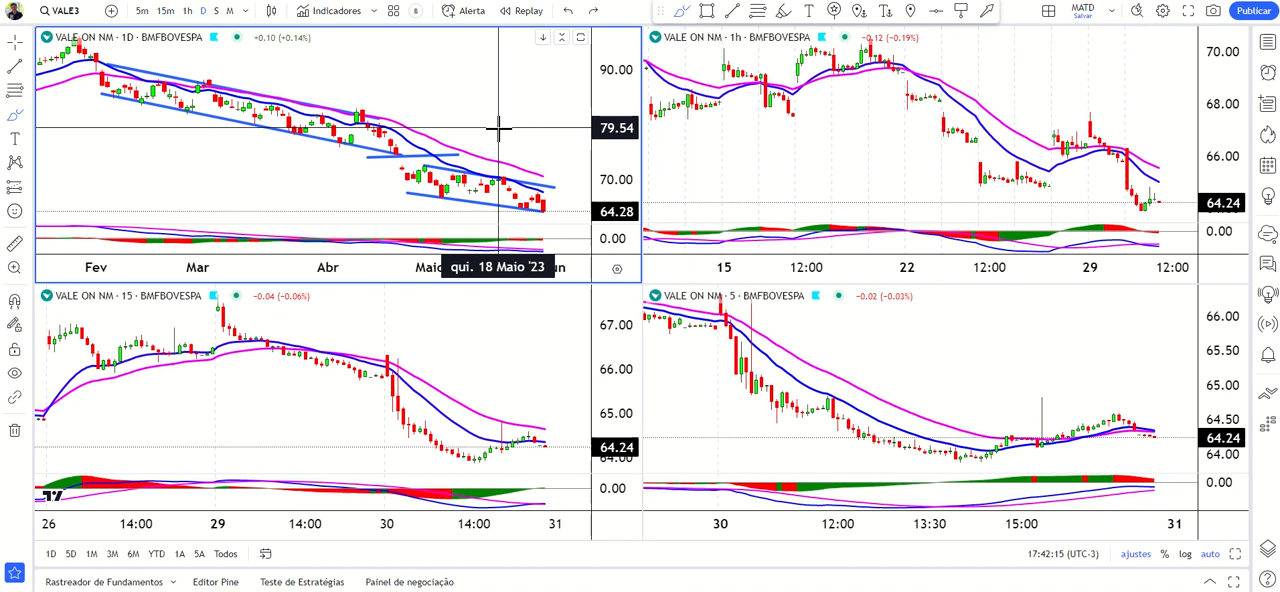 VALE3 5m 15m 1h D S M Indicadores Alerta Replay MATD Salvar Publicar
VALE ON NM · 1D · BMFBOVESPA +0.10 (+0.14%)
90.00
79.54
70.00
64.28
0.00
Fev Mar Abr Maio qui. 18 Maio '23 un
VALE ON NM · 1h · BMFBOVESPA -0.12 (-0.19%)
70.00
68.00
66.00
64.24
0.00
15 12:00 22 12:00 29 12:00
VALE ON NM · 15 · BMFBOVESPA -0.04 (-0.06%)
67.00
66.00
65.00
64.24
64.00
0.00
26 14:00 29 14:00 30 14:00 31
VALE ON NM · 5 · BMFBOVESPA -0.02 (-0.03%)
66.00
65.50
65.00
64.50
64.24
64.00
0.00
30 12:00 13:30 15:00 31
1D 5D 1M 3M 6M YTD 1A 5A Todos 17:42:15 (UTC-3) ajustes % log auto
Rastreador de Fundamentos Editor Pine Teste de Estratégias Painel de negociação